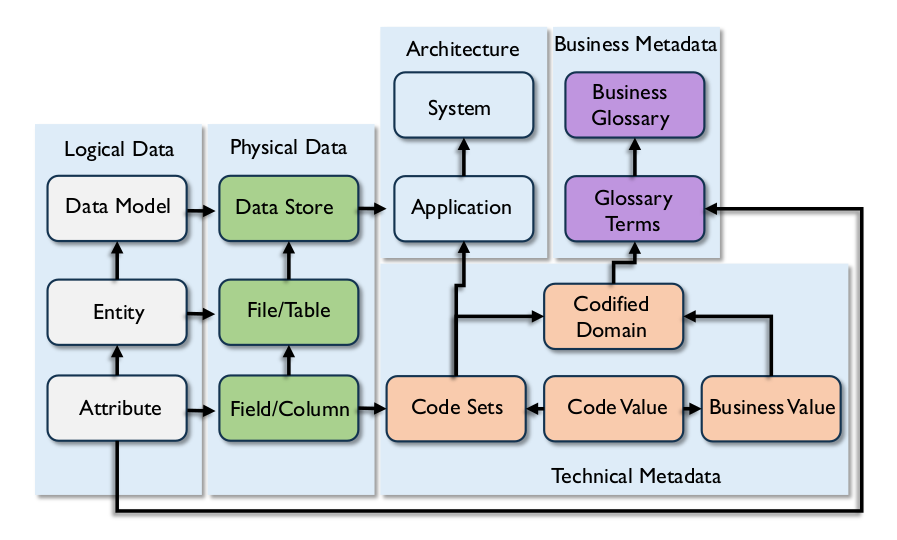 Architecture
Business Metadata
System
Business
Glossary
Logical Data
Physical Data
Data Model
Data Store
Application
Glossary
Terms
Entity
File/Table
Codified
Domain
Attribute
Field/Column
Code Sets
Code Value
Business Value
Technical Metadata